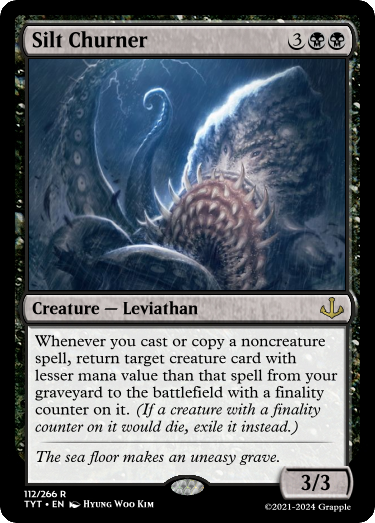 Silt Churner 3
Creature — Leviathan
Whenever you cast or copy a noncreature
spell, return target creature card with
lesser mana value than that spell from your
graveyard to the battlefield with a finality
counter on it. (If a creature with a finality
counter on it would die, exile it instead.)
The sea floor makes an uneasy grave.
3/3
112/266 R
TYT • EN Hyung Woo Kim
©2021-2024 Grapple